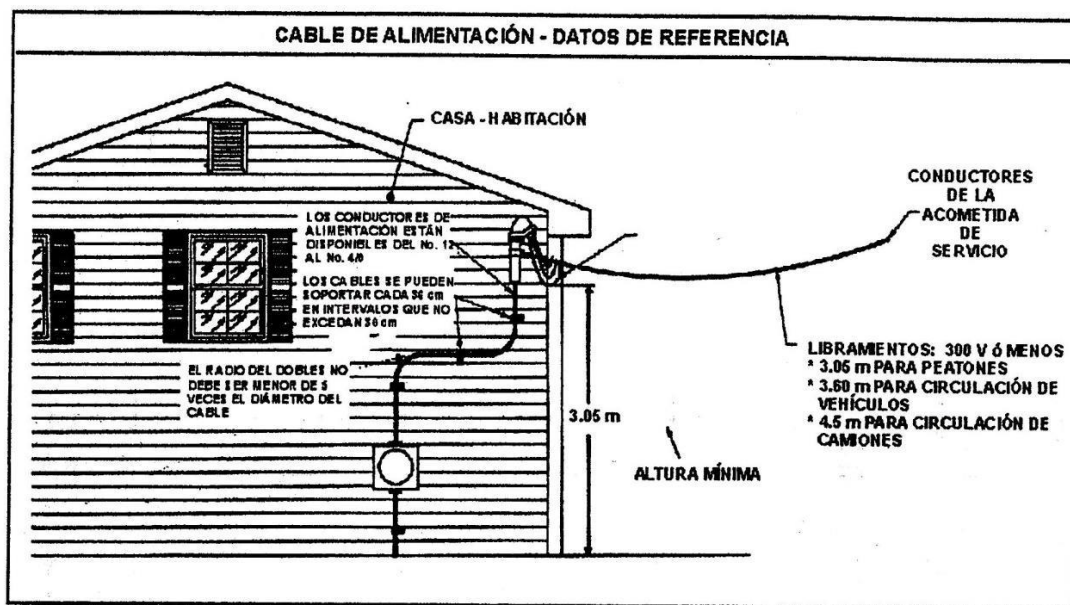 CABLE DE ALIMENTACIÓN - DATOS DE REFERENCIA
CASA - HABITACIÓN
LOS CONDUCTORES DE
ALIMENTACIÓN ESTÁN
DISPONIBLES DEL No. 12
AL No. 4/0
LOS CABLES SE PUEDEN
SOPORTAR CADA 36 cm
EN INTERVALOS QUE NO
EXCEDAN 36 cm
EL RADIO DEL DOBLES NO
DEBE SER MENOR DE 5
VECES EL DIÁMETRO DEL
CABLE
CONDUCTORES
DE LA
ACOMETIDA
DE
SERVICIO
LIBRAMIENTOS: 300 V ó MENOS
* 3.05 m PARA PEATONES
* 3.60 m PARA CIRCULACIÓN DE
VEHÍCULOS
* 4.5 m PARA CIRCULACIÓN DE
CAMIONES
3.05 m
ALTURA MÍNIMA